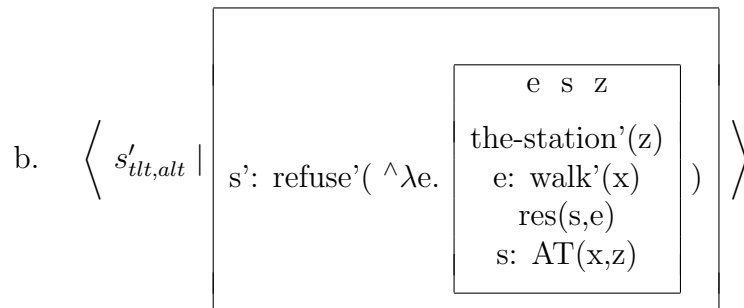 e s z
the-station'(z)
b. ⟨ s′tlt,alt | s': refuse'( ^λe. e: walk'(x) ) ⟩
res(s,e)
s: AT(x,z)